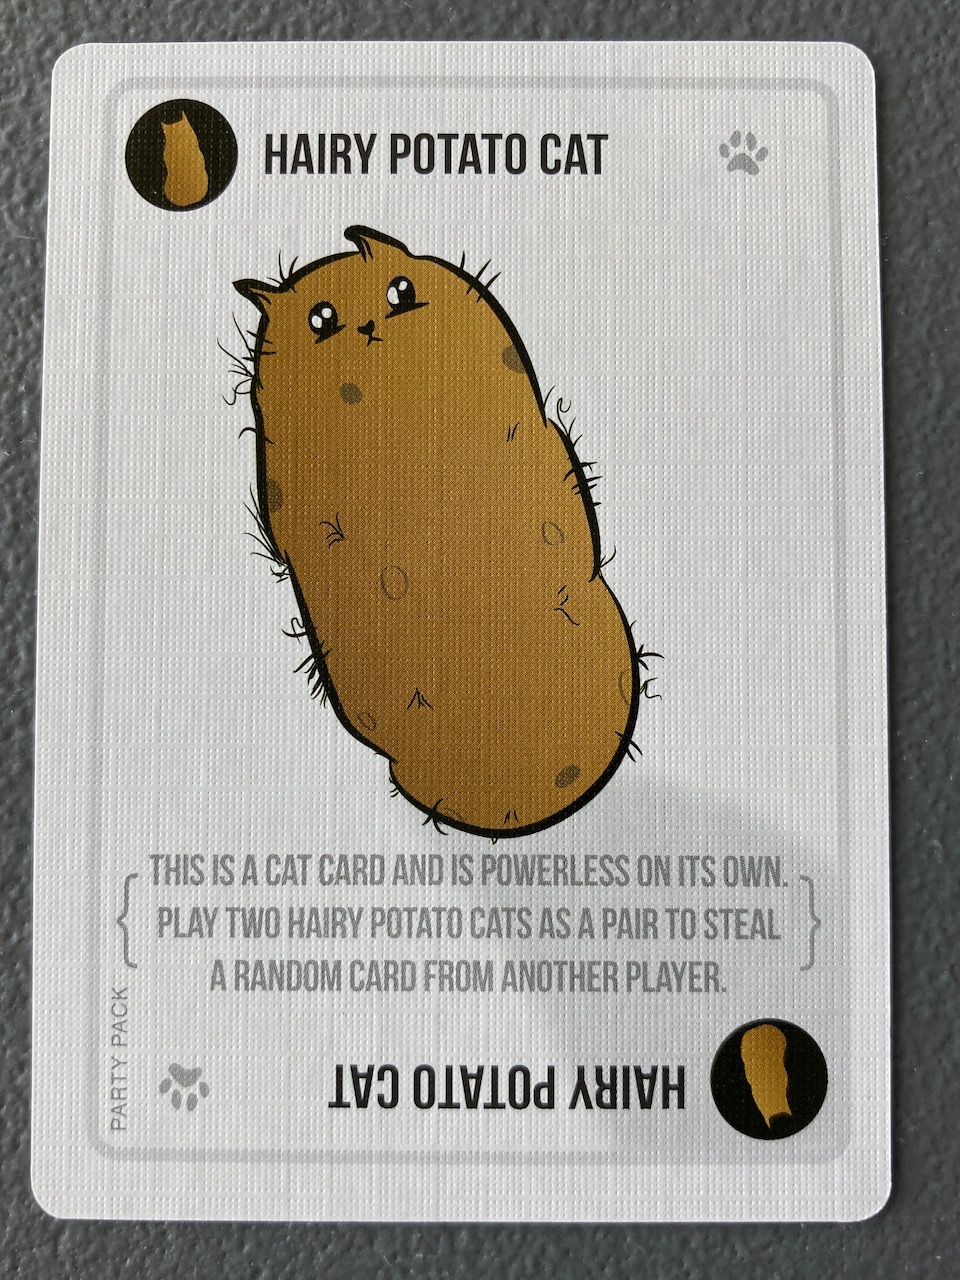 HAIRY POTATO CAT
THIS IS A CAT CARD AND IS POWERLESS ON ITS OWN.
PLAY TWO HAIRY POTATO CATS AS A PAIR TO STEAL
A RANDOM CARD FROM ANOTHER PLAYER.
PARTY PACK
HAIRY POTATO CAT